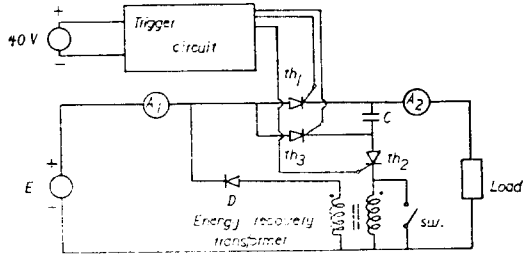 +
40 V
−
Trigger
circuit
th1
A1
A2
C
th3
th2
+
E
−
D
Load
Energy recovery
transformer
sw.